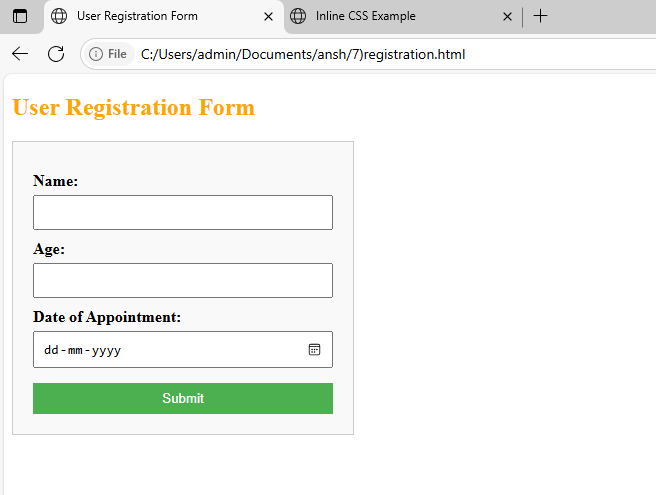 User Registration Form
Inline CSS Example
File C:/Users/admin/Documents/ansh/7)registration.html
User Registration Form
Name:
Age:
Date of Appointment:
dd-mm-yyyy
Submit